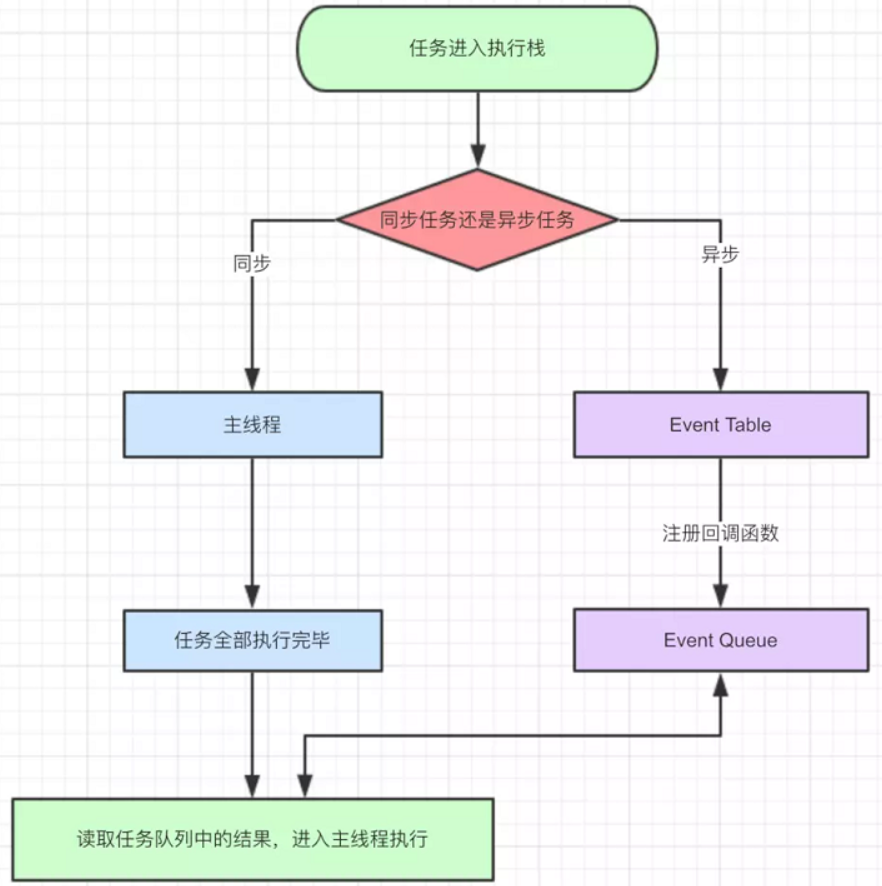 任务进入执行栈
同步任务还是异步任务
同步
异步
主线程
Event Table
注册回调函数
任务全部执行完毕
Event Queue
读取任务队列中的结果，进入主线程执行